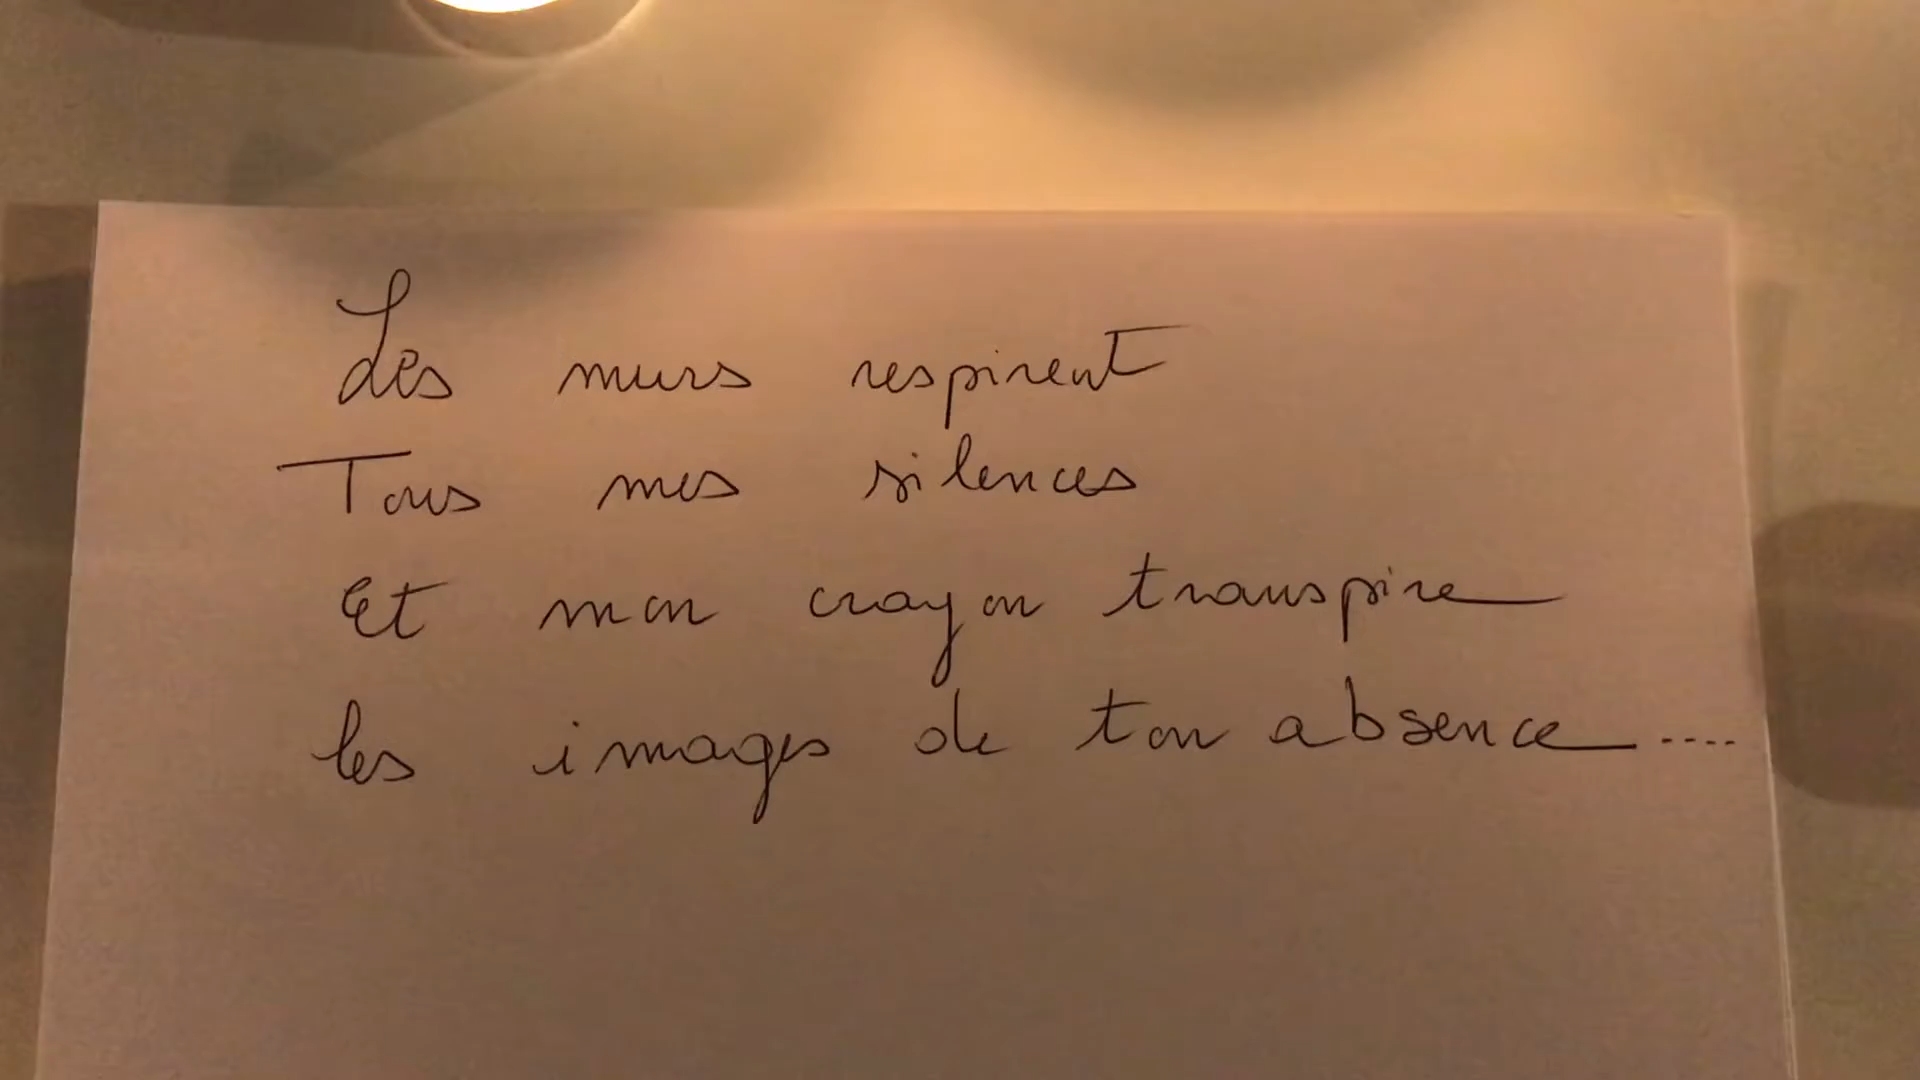 Les murs respirent
Tous mes silences
Et mon crayon transpire
les images de ton absence....